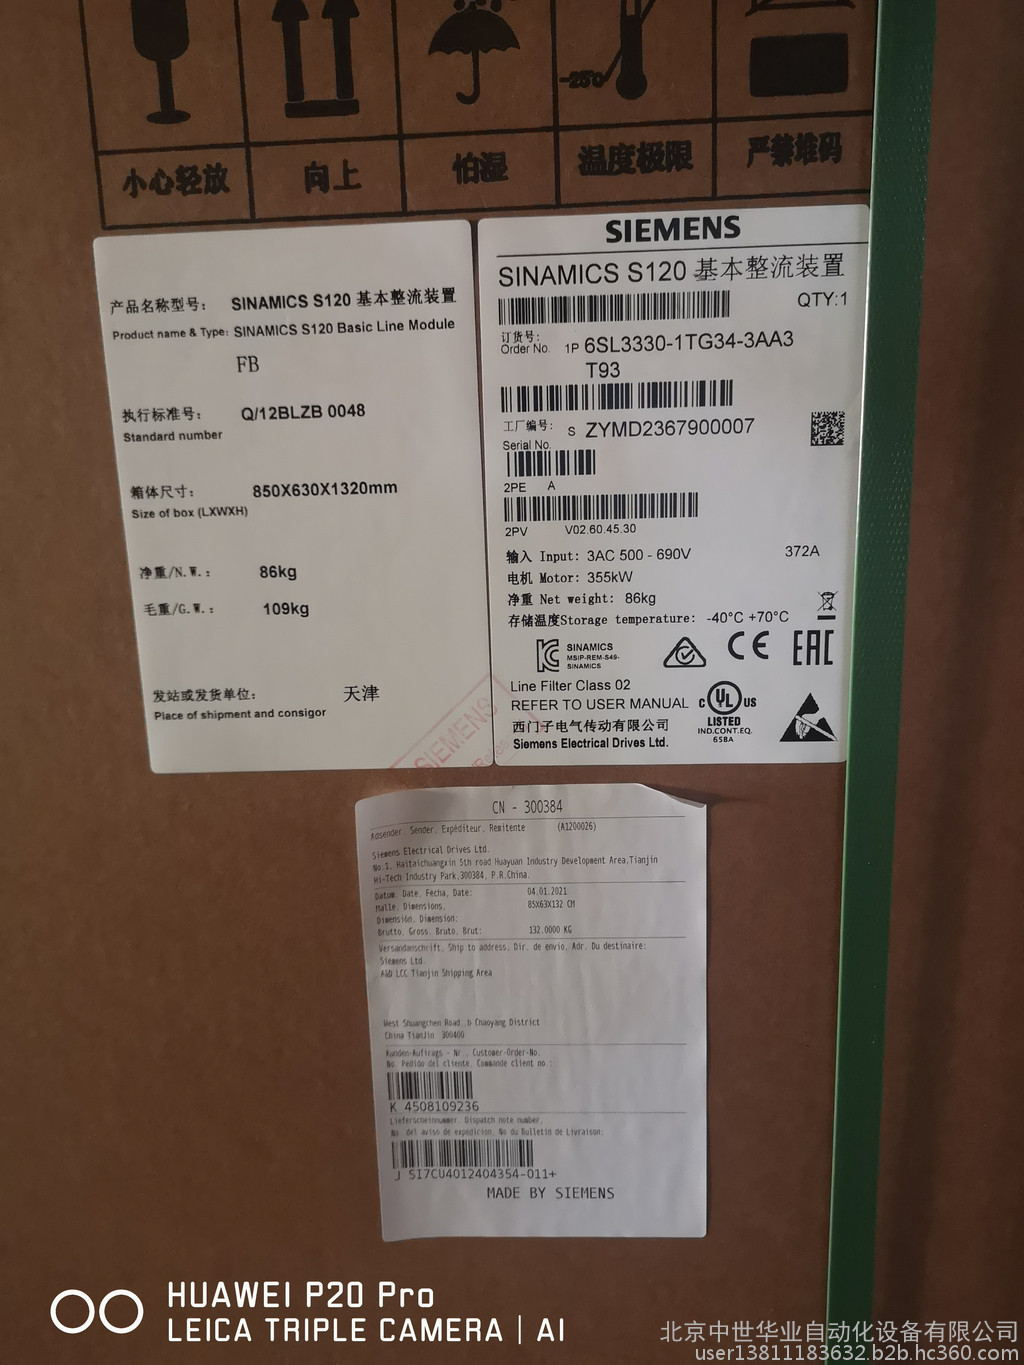 -25℃
小心轻放
向上
怕湿
温度极限
严禁堆码
产品名称型号: SINAMICS S120 基本整流装置
Product name & Type: SINAMICS S120 Basic Line Module
FB
执行标准号: Q/12BLZB 0048
Standard number
箱体尺寸: 850X630X1320mm
Size of box (LXWXH)
净重/N.W.: 86kg
毛重/G.W.: 109kg
发站或发货单位: 天津
Place of shipment and consigor
SIEMENS
SIEMENS
SINAMICS S120 基本整流装置
QTY:1
订货号:
Order No. 1P 6SL3330-1TG34-3AA3
T93
工厂编号:
Serial No. S ZYMD2367900007
2PE A
2PV V02.60.45.30
输入 Input: 3AC 500 - 690V 372A
电机 Motor: 355kW
净重 Net weight: 86kg
存储温度Storage temperature: -40°C +70°C
SINAMICS
MSIP-REM-S49-
SINAMICS
CE
EAC
Line Filter Class 02
REFER TO USER MANUAL
西门子电气传动有限公司
Siemens Electrical Drives Ltd.
C UL US
LISTED
IND.CONT.EQ.
65BA
CN - 300384
Absender, Sender, Expéditeur, Remitente (A1200026)
Siemens Electrical Drives Ltd.
No.1, Haitaichuangxin 5th road Huayuan Industry Development Area,Tianjin
Hi-Tech Industry Park,300384, P.R.China.
Datum, Date, Fecha, Date: 04.01.2021
Maße, Dimensions, 85X63X132 CM
Dimensión, Dimension:
Brutto, Gross, Bruto, Brut: 132.0000 KG
Versandanschrift, Ship to address, Dir. de envio, Adr. Du destinaire:
Siemens Ltd.
A&D LCC Tianjin Shipping Area
West Shuangchen Road, b Chaoyang District
China TianJin 300400
Kunden-Auftrags - Nr., Customer-Order-No.
No. Pedido del cliente, Commande client no.:
K 4508109236
Lieferscheinnummer, Dispatch note number,
No. del aviso de expedicion, No du Bulletin de Livraison:
J SI7CU4012404354-011+
MADE BY SIEMENS
HUAWEI P20 Pro
LEICA TRIPLE CAMERA | AI
北京中世华业自动化设备有限公司
user13811183632.b2b.hc360.com